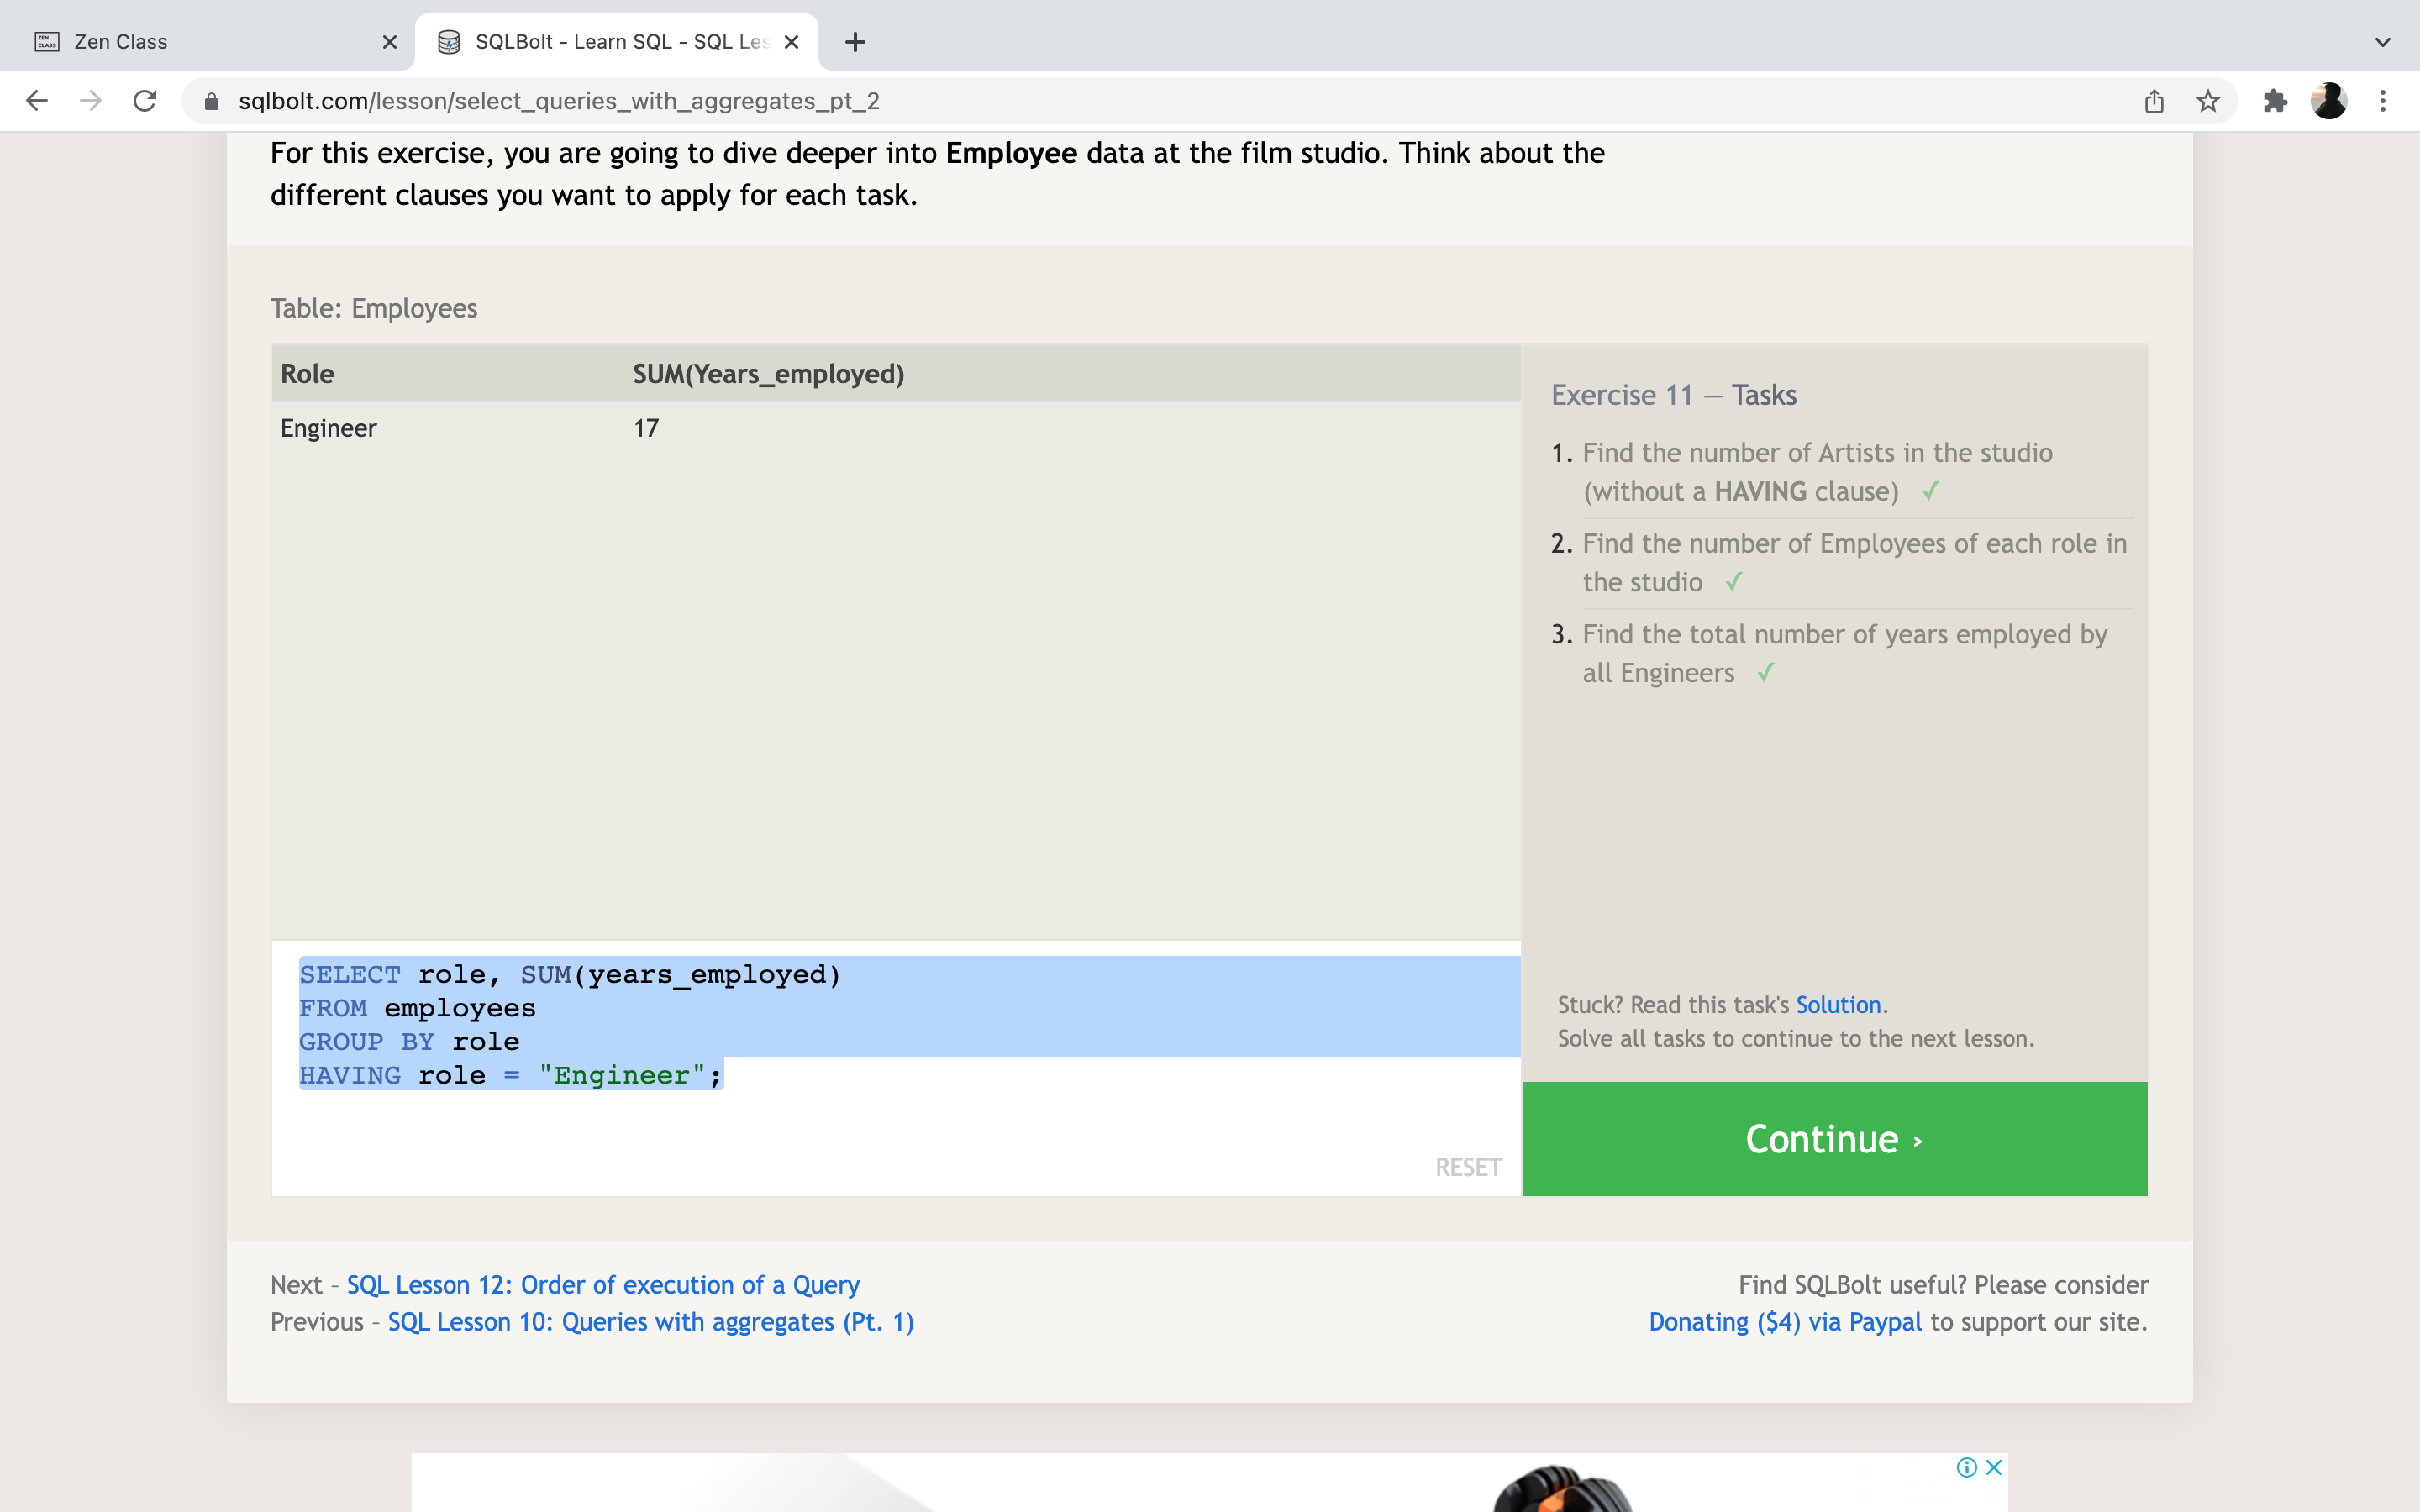 ZEN CLASS
Zen Class
SQLBolt - Learn SQL - SQL Les
sqlbolt.com/lesson/select_queries_with_aggregates_pt_2
For this exercise, you are going to dive deeper into Employee data at the film studio. Think about the
different clauses you want to apply for each task.
Table: Employees
Role SUM(Years_employed)
Engineer 17
Exercise 11 — Tasks
1. Find the number of Artists in the studio
(without a HAVING clause) ✓
2. Find the number of Employees of each role in
the studio ✓
3. Find the total number of years employed by
all Engineers ✓
SELECT role, SUM(years_employed)
FROM employees
GROUP BY role
HAVING role = "Engineer";
RESET
Stuck? Read this task's Solution.
Solve all tasks to continue to the next lesson.
Continue ›
Next – SQL Lesson 12: Order of execution of a Query
Previous – SQL Lesson 10: Queries with aggregates (Pt. 1)
Find SQLBolt useful? Please consider
Donating ($4) via Paypal to support our site.